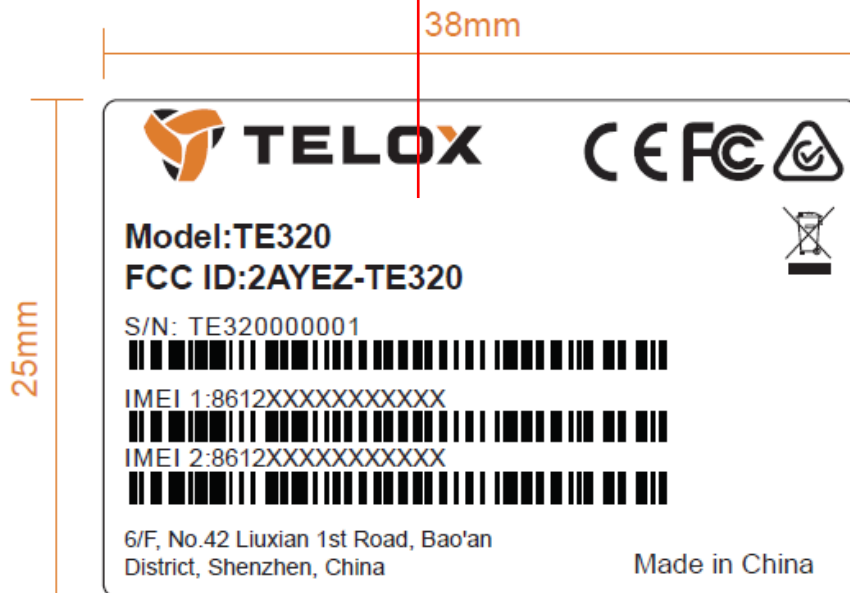 38mm
25mm
TELOX
CE FC
Model:TE320
FCC ID:2AYEZ-TE320
S/N: TE320000001
IMEI 1:8612XXXXXXXXXXX
IMEI 2:8612XXXXXXXXXXX
6/F, No.42 Liuxian 1st Road, Bao'an
District, Shenzhen, China
Made in China